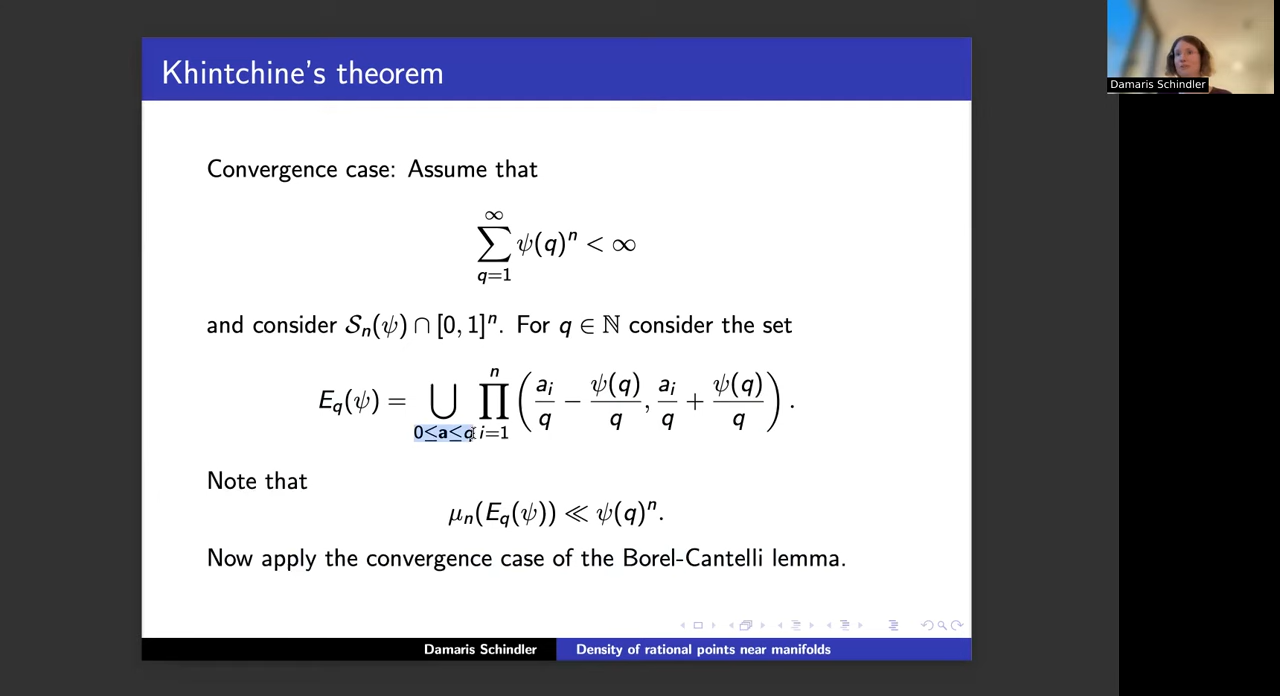 Khintchine's theorem
Damaris Schindler
Convergence case: Assume that
∞
∑ ψ(q)ⁿ < ∞
q=1
and consider 𝒮ₙ(ψ) ∩ [0, 1]ⁿ. For q ∈ ℕ consider the set
E_q(ψ) = ⋃_{0≤𝐚≤q} ∏_{i=1}^{n} ( a_i/q − ψ(q)/q , a_i/q + ψ(q)/q ) .
Note that
μₙ(E_q(ψ)) ≪ ψ(q)ⁿ.
Now apply the convergence case of the Borel-Cantelli lemma.
Damaris Schindler
Density of rational points near manifolds